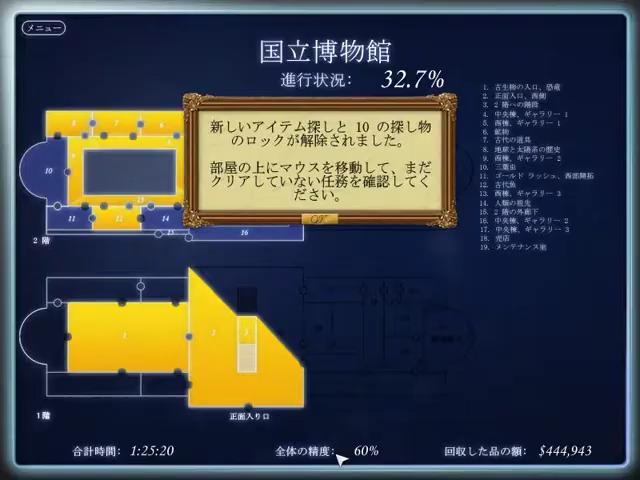 メニュー
国立博物館
進行状況: 32.7%
新しいアイテム探しと 10 の探し物
のロックが解除されました。
部屋の上にマウスを移動して、まだ
クリアしていない任務を確認してく
ださい。
OK
1. 古生物の入口、恐竜
2. 正面入口、西側
3. 2 階への階段
4. 中央棟、ギャラリー 1
5. 西棟、ギャラリー 1
6. 鉱物
7. 古代の道具
8. 地球と太陽系の歴史
9. 西棟、ギャラリー 2
10. 三葉虫
11. ゴールド ラッシュ、西部開拓
12. 古代魚
13. 西棟、ギャラリー 3
14. 人類の祖先
15. 2 階の外廊下
16. 中央棟、ギャラリー 2
17. 中央棟、ギャラリー 3
18. 売店
19. メンテナンス室
8
7
6
9
10
13
11
12
14
15
16
2 階
1
2
3
1 階
正面入り口
合計時間: 1:25:20
全体の精度: 60%
回収した品の額: $444,943